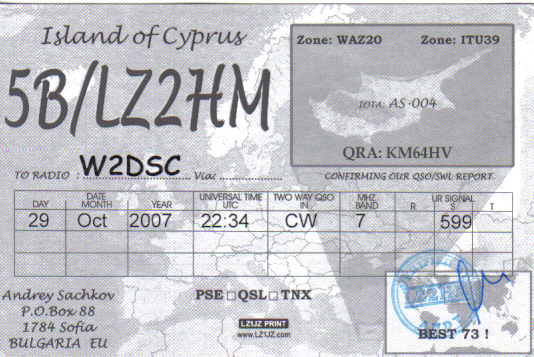 Island of Cyprus
Zone: WAZ20 Zone: ITU39
5B/LZ2HM
IOTA: AS-004
QRA: KM64HV
TO RADIO : W2DSC Via:
CONFIRMING OUR QSO/SWL REPORT
DAY DATE MONTH YEAR UNIVERSAL TIME UTC TWO WAY QSO IN MHZ BAND R UR SIGNAL S T
29 Oct 2007 22:34 CW 7 599
Andrey Sachkov
P.O.Box 88
1784 Sofia
BULGARIA EU
PSE □ QSL □ TNX
LZ1JZ PRINT
www.LZ1JZ.com
BEST 73 !